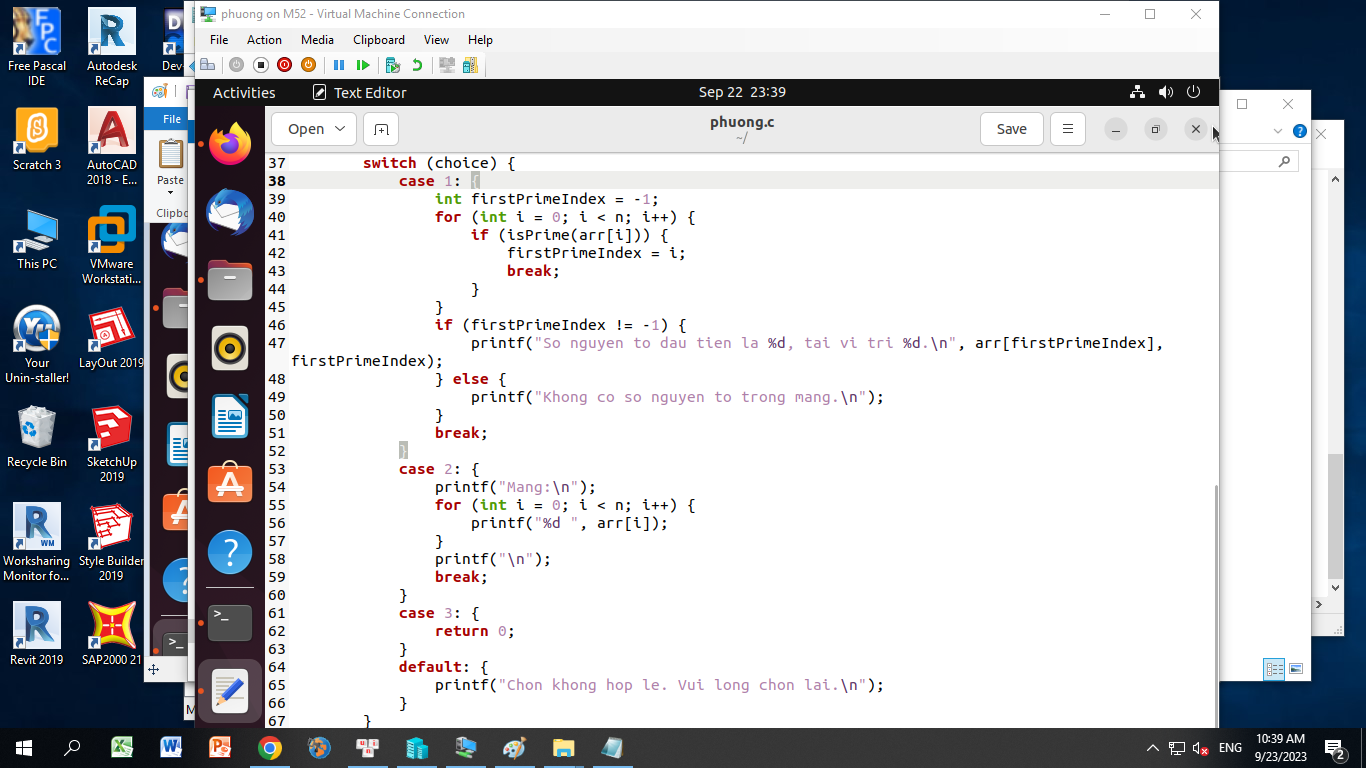 phuong on M52 - Virtual Machine Connection
File Action Media Clipboard View Help
Activities Text Editor Sep 22 23:39
Open phuong.c Save
~/
37 switch (choice) {
38 case 1: {
39 int firstPrimeIndex = -1;
40 for (int i = 0; i < n; i++) {
41 if (isPrime(arr[i])) {
42 firstPrimeIndex = i;
43 break;
44 }
45 }
46 if (firstPrimeIndex != -1) {
47 printf("So nguyen to dau tien la %d, tai vi tri %d.\n", arr[firstPrimeIndex],
firstPrimeIndex);
48 } else {
49 printf("Khong co so nguyen to trong mang.\n");
50 }
51 break;
52 }
53 case 2: {
54 printf("Mang:\n");
55 for (int i = 0; i < n; i++) {
56 printf("%d ", arr[i]);
57 }
58 printf("\n");
59 break;
60 }
61 case 3: {
62 return 0;
63 }
64 default: {
65 printf("Chon khong hop le. Vui long chon lai.\n");
66 }
67 }
Free Pascal
IDE
Autodesk
ReCap
Dev-
Scratch 3
AutoCAD
2018 - E...
This PC
VMware
Workstati...
Your
Unin-staller!
LayOut 2019
Recycle Bin
SketchUp
2019
Worksharing
Monitor fo...
Style Builder
2019
Revit 2019
SAP2000 21
File
Paste
Clipbo
M
ENG
10:39 AM
9/23/2023
2